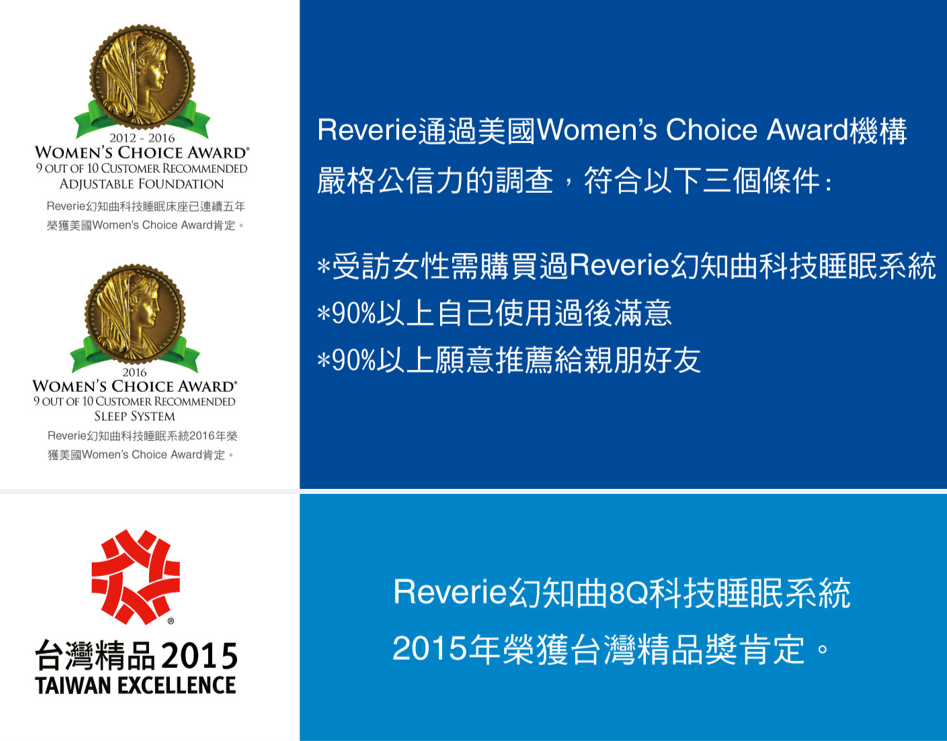 2012 - 2016
WOMEN'S CHOICE AWARD®
9 OUT OF 10 CUSTOMER RECOMMENDED
ADJUSTABLE FOUNDATION
Reverie幻知曲科技睡眠床座已連續五年
榮獲美國Women's Choice Award肯定。
2016
WOMEN'S CHOICE AWARD®
9 OUT OF 10 CUSTOMER RECOMMENDED
SLEEP SYSTEM
Reverie幻知曲科技睡眠系統2016年榮
獲美國Women's Choice Award肯定。
Reverie通過美國Women's Choice Award機構
嚴格公信力的調查，符合以下三個條件:
*受訪女性需購買過Reverie幻知曲科技睡眠系統
*90%以上自己使用過後滿意
*90%以上願意推薦給親朋好友
®
台灣精品 2015
TAIWAN EXCELLENCE
Reverie幻知曲8Q科技睡眠系統
2015年榮獲台灣精品獎肯定。